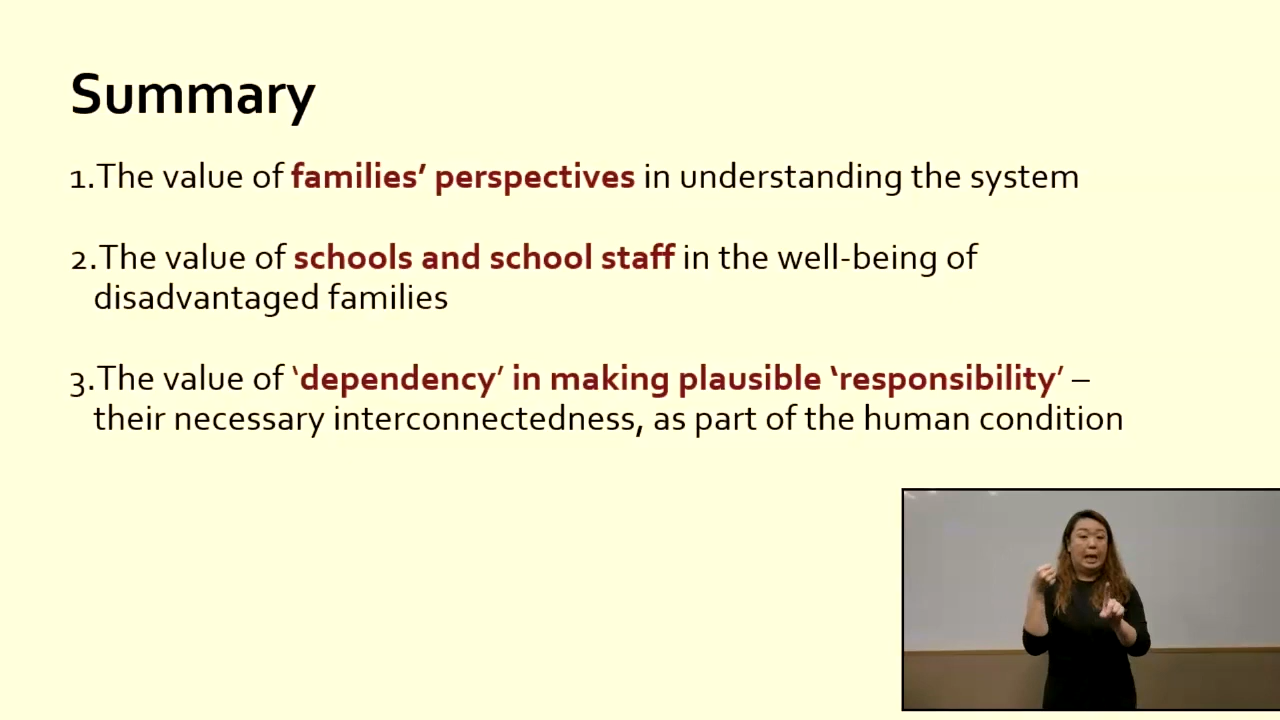 Summary
1.The value of families’ perspectives in understanding the system
2.The value of schools and school staff in the well-being of
disadvantaged families
3.The value of ‘dependency’ in making plausible ‘responsibility’ –
their necessary interconnectedness, as part of the human condition